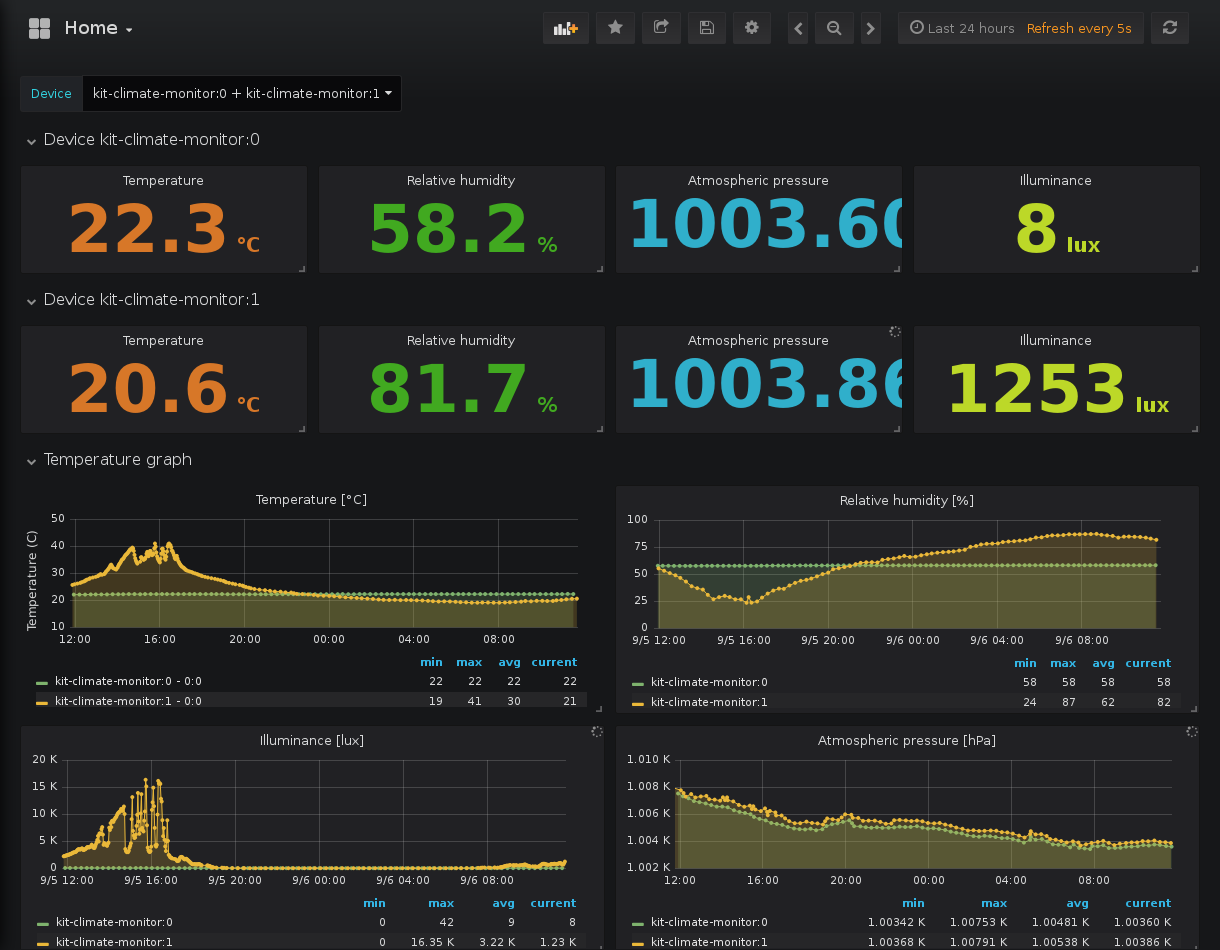 Home
Last 24 hours Refresh every 5s
Device kit-climate-monitor:0 + kit-climate-monitor:1
Device kit-climate-monitor:0
Temperature Relative humidity Atmospheric pressure Illuminance
22.3 °C 58.2 % 1003.60 8 lux
Device kit-climate-monitor:1
Temperature Relative humidity Atmospheric pressure Illuminance
20.6 °C 81.7 % 1003.86 1253 lux
Temperature graph
Temperature [°C]
Temperature (C)
50
40
30
20
10
12:00 16:00 20:00 00:00 04:00 08:00
min max avg current
kit-climate-monitor:0 - 0:0 22 22 22 22
kit-climate-monitor:1 - 0:0 19 41 30 21
Relative humidity [%]
100
75
50
25
0
9/5 12:00 9/5 16:00 9/5 20:00 9/6 00:00 9/6 04:00 9/6 08:00
min max avg current
kit-climate-monitor:0 58 58 58 58
kit-climate-monitor:1 24 87 62 82
Illuminance [lux]
20 K
15 K
10 K
5 K
0
9/5 12:00 9/5 16:00 9/5 20:00 9/6 00:00 9/6 04:00 9/6 08:00
min max avg current
kit-climate-monitor:0 0 42 9 8
kit-climate-monitor:1 0 16.35 K 3.22 K 1.23 K
Atmospheric pressure [hPa]
1.010 K
1.008 K
1.006 K
1.004 K
1.002 K
12:00 16:00 20:00 00:00 04:00 08:00
min max avg current
kit-climate-monitor:0 1.00342 K 1.00753 K 1.00481 K 1.00360 K
kit-climate-monitor:1 1.00368 K 1.00791 K 1.00538 K 1.00386 K